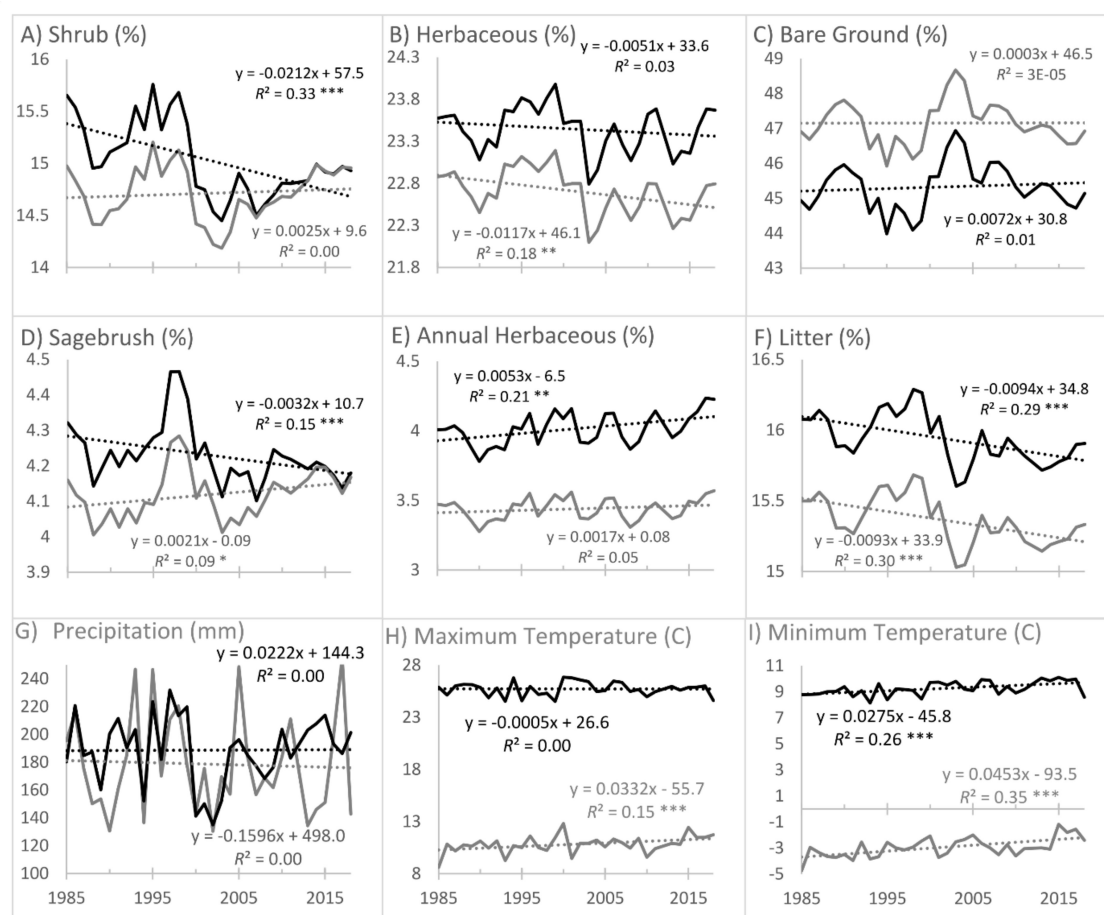 A) Shrub (%)
16
15.5
15
14.5
14
y = -0.0212x + 57.5
R² = 0.33 ***
y = 0.0025x + 9.6
R² = 0.00
B) Herbaceous (%)
24.3
23.8
23.3
22.8
22.3
21.8
y = -0.0051x + 33.6
R² = 0.03
y = -0.0117x + 46.1
R² = 0.18 **
C) Bare Ground (%)
49
48
47
46
45
44
43
y = 0.0003x + 46.5
R² = 3E-05
y = 0.0072x + 30.8
R² = 0.01
D) Sagebrush (%)
4.5
4.4
4.3
4.2
4.1
4
3.9
y = -0.0032x + 10.7
R² = 0.15 ***
y = 0.0021x - 0.09
R² = 0.09 *
E) Annual Herbaceous (%)
4.5
4
3.5
3
y = 0.0053x - 6.5
R² = 0.21 **
y = 0.0017x + 0.08
R² = 0.05
F) Litter (%)
16.5
16
15.5
15
y = -0.0094x + 34.8
R² = 0.29 ***
y = -0.0093x + 33.9
R² = 0.30 ***
G) Precipitation (mm)
240
220
200
180
160
140
120
100
y = 0.0222x + 144.3
R² = 0.00
y = -0.1596x + 498.0
R² = 0.00
1985 1995 2005 2015
H) Maximum Temperature (C)
28
23
18
13
8
y = -0.0005x + 26.6
R² = 0.00
y = 0.0332x - 55.7
R² = 0.15 ***
1985 1995 2005 2015
I) Minimum Temperature (C)
11
9
7
5
3
1
-1
-3
-5
y = 0.0275x - 45.8
R² = 0.26 ***
y = 0.0453x - 93.5
R² = 0.35 ***
1985 1995 2005 2015